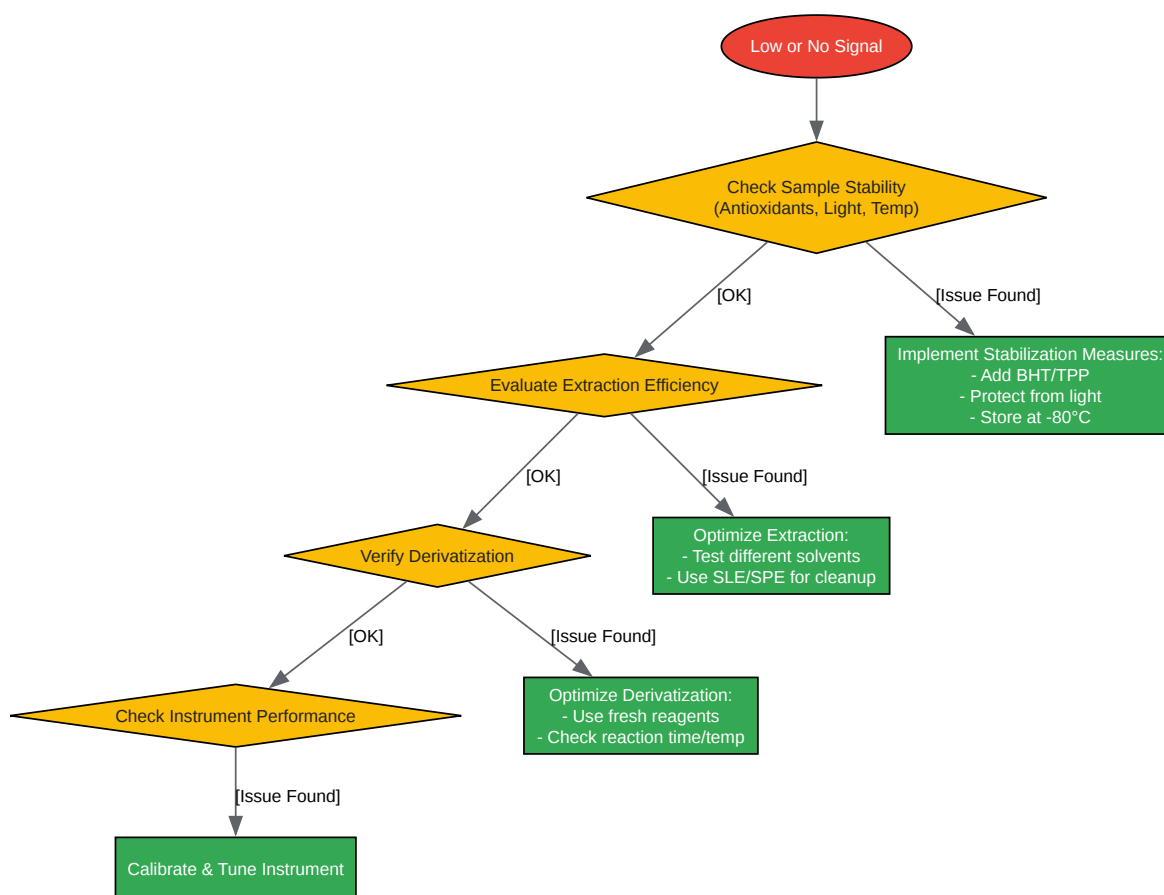 Low or No Signal
Check Sample Stability
(Antioxidants, Light, Temp)
[OK]
[Issue Found]
Implement Stabilization Measures:
- Add BHT/TPP
- Protect from light
- Store at -80°C
Evaluate Extraction Efficiency
[OK]
[Issue Found]
Optimize Extraction:
- Test different solvents
- Use SLE/SPE for cleanup
Verify Derivatization
[OK]
[Issue Found]
Optimize Derivatization:
- Use fresh reagents
- Check reaction time/temp
Check Instrument Performance
[Issue Found]
Calibrate & Tune Instrument